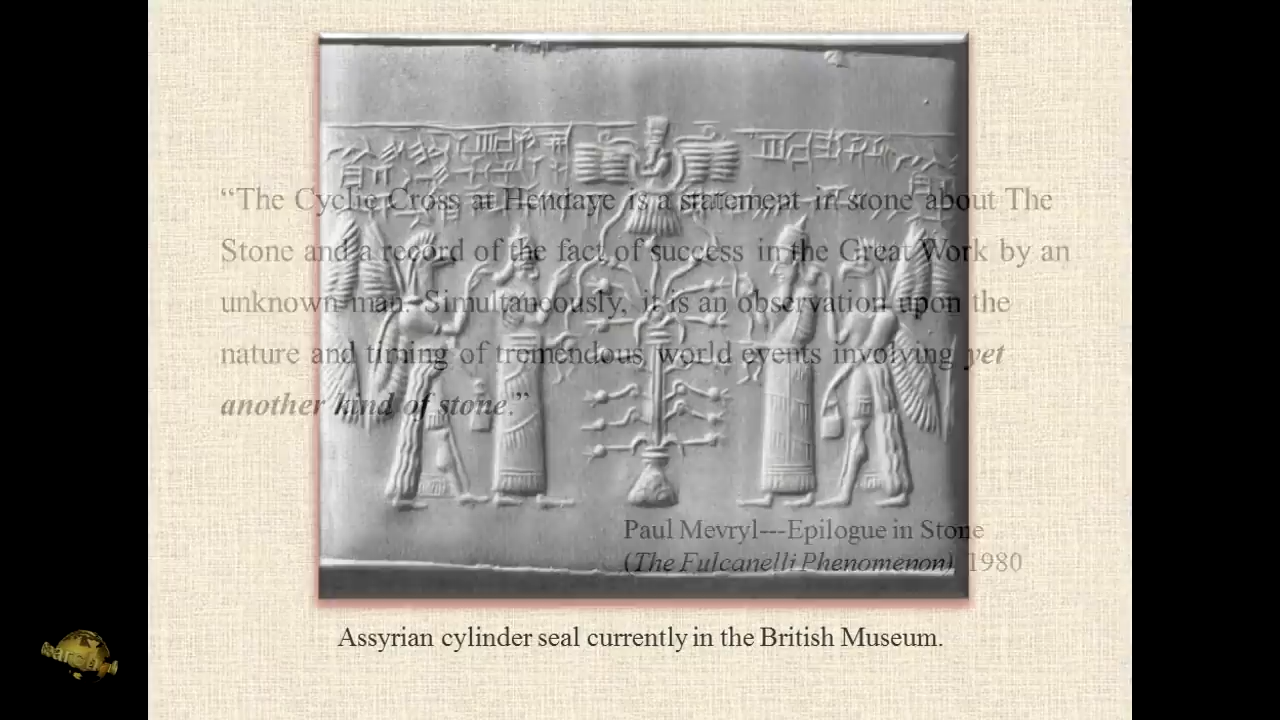 “The Cyclic Cross at Hendaye is a statement in stone about The
Stone and a record of the fact of success in the Great Work by an
unknown man. Simultaneously, it is an observation upon the
nature and timing of tremendous world events involving yet
another kind of stone.”
Paul Mevryl---Epilogue in Stone
(The Fulcanelli Phenomenon) 1980
Assyrian cylinder seal currently in the British Museum.